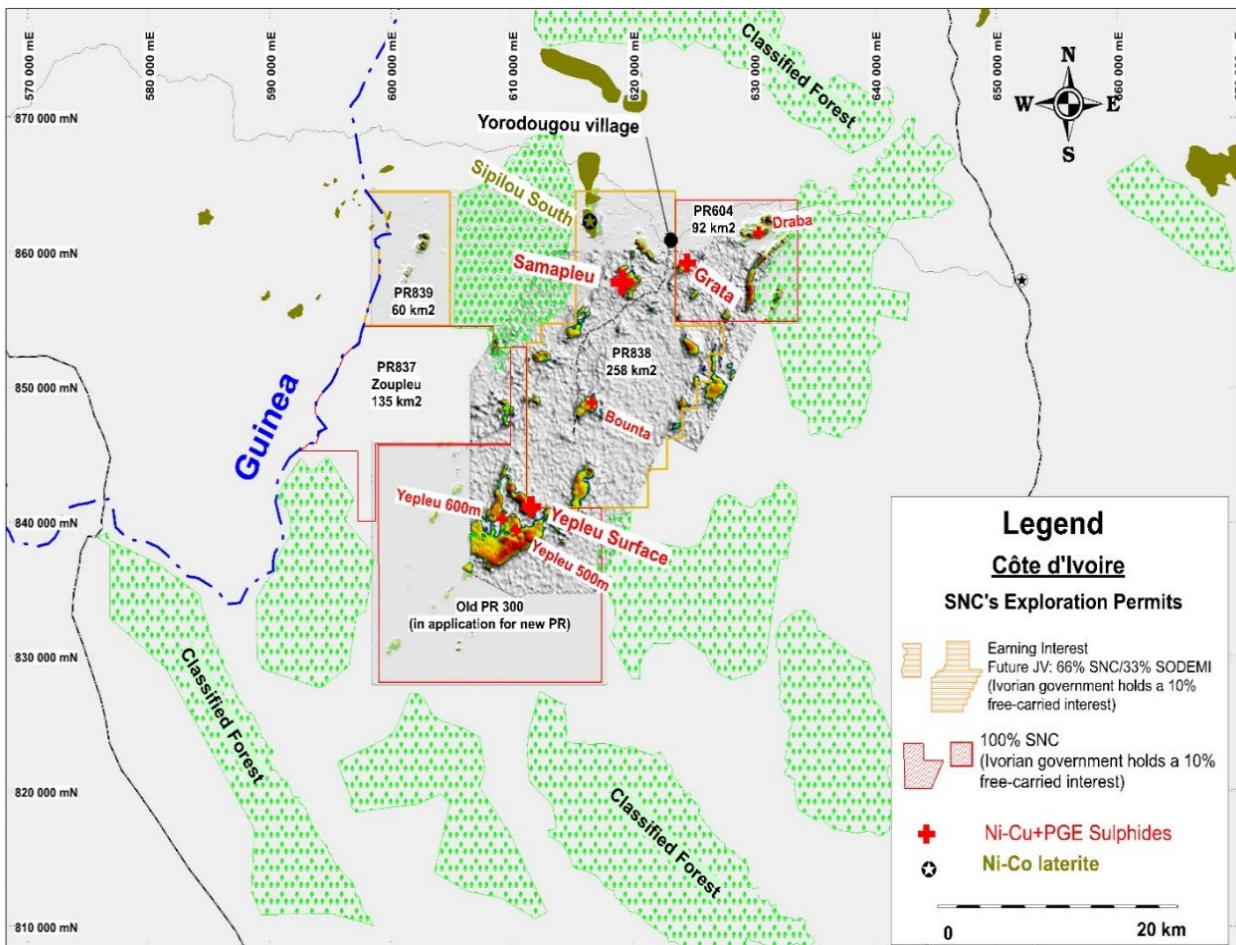 570 000 mE
580 000 mE
590 000 mE
600 000 mE
610 000 mE
620 000 mE
630 000 mE
640 000 mE
650 000 mE
660 000 mE
870 000 mN
860 000 mN
850 000 mN
840 000 mN
830 000 mN
820 000 mN
810 000 mN
Classified Forest
N
W
E
S
Yorodougou village
Sipilou South
PR604
92 km2
Draba
Samapleu
Grata
PR839
60 km2
PR837
Zoupleu
135 km2
PR838
258 km2
Guinea
Bounta
Yepleu 600m
Yepleu Surface
Yepleu 500m
Old PR 300
(in application for new PR)
Classified Forest
Classified Forest
Legend
Côte d'Ivoire
SNC's Exploration Permits
Earning Interest
Future JV: 66% SNC/33% SODEMI
(Ivorian government holds a 10%
free-carried interest)
100% SNC
(Ivorian government holds a 10%
free-carried interest)
Ni-Cu+PGE Sulphides
Ni-Co laterite
0
20 km